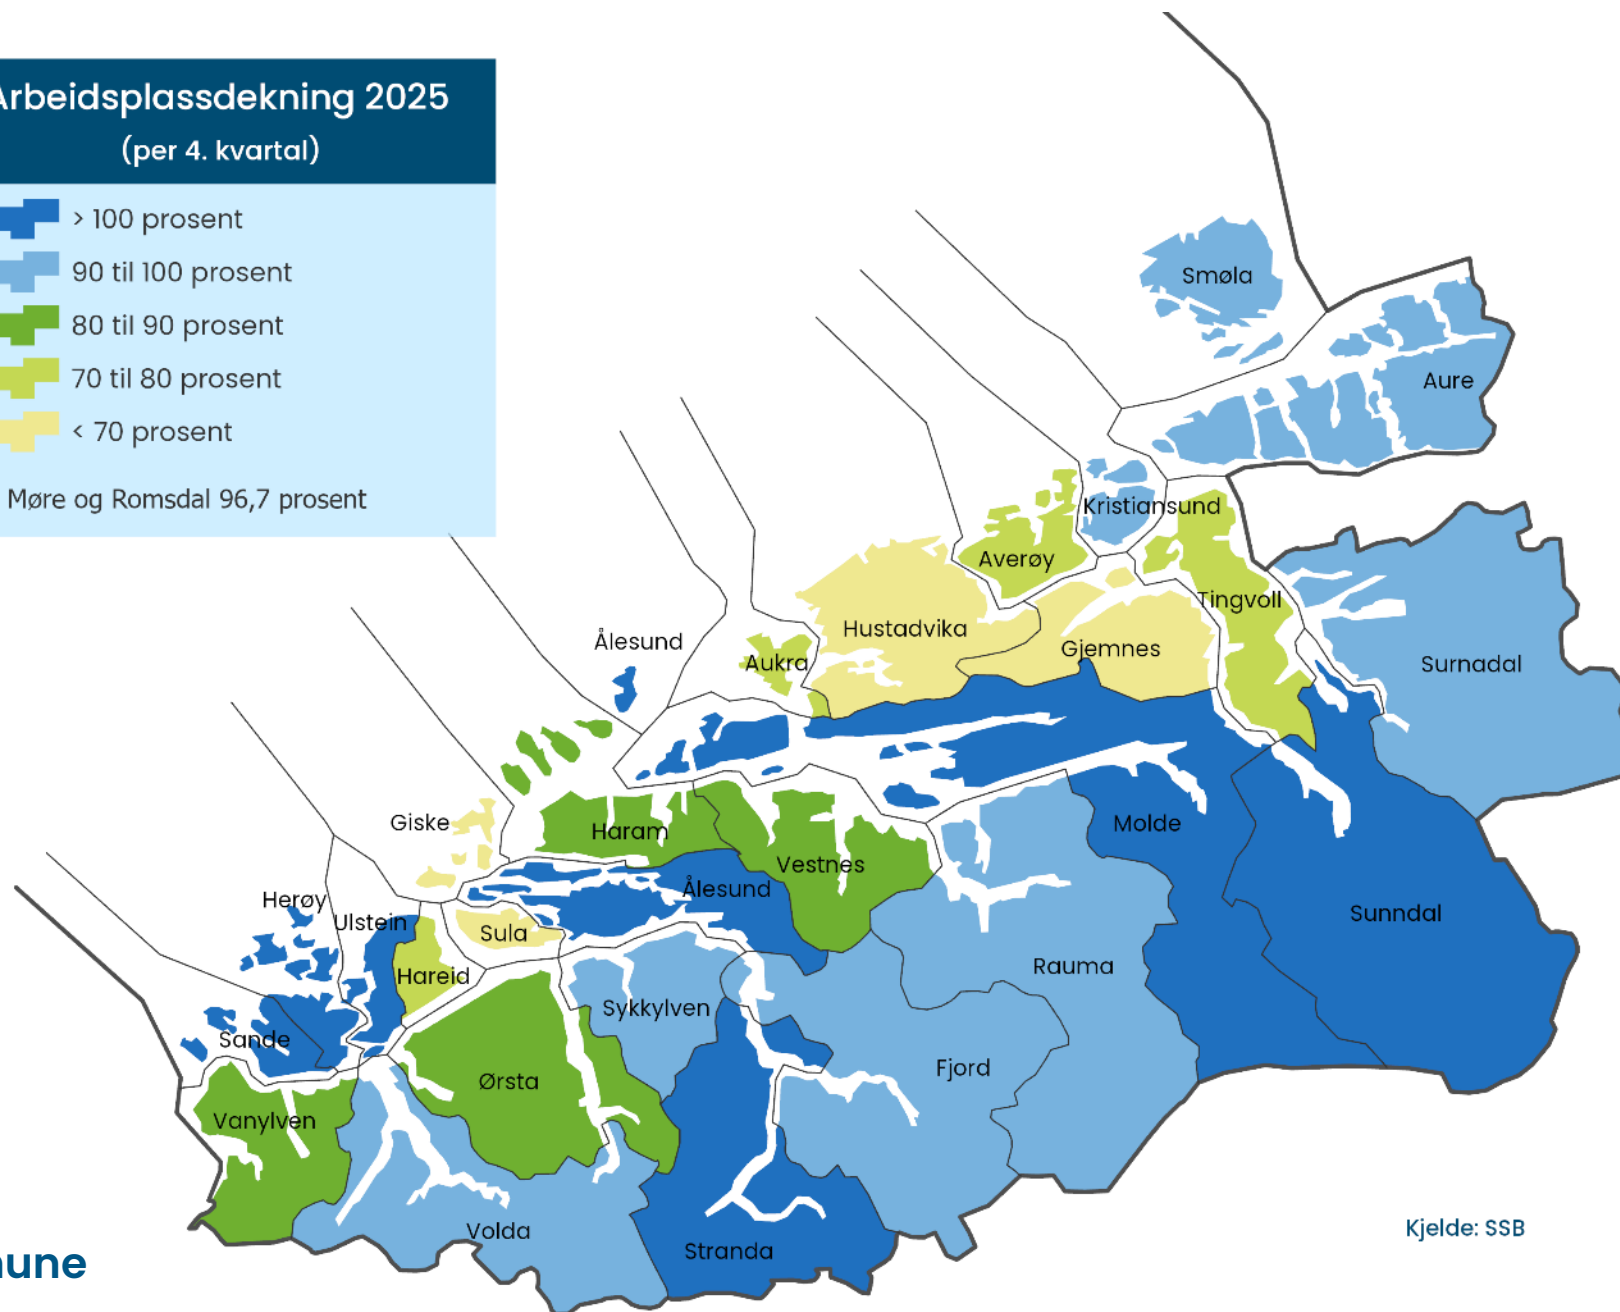 Arbeidsplassdekning 2025
(per 4. kvartal)
> 100 prosent
90 til 100 prosent
80 til 90 prosent
70 til 80 prosent
< 70 prosent
Møre og Romsdal 96,7 prosent
Smøla
Aure
Kristiansund
Averøy
Tingvoll
Hustadvika
Ålesund
Gjemnes
Aukra
Surnadal
Giske
Haram
Molde
Vestnes
Ålesund
Herøy
Ulstein
Sunndal
Sula
Rauma
Hareid
Sykkylven
Sande
Fjord
Ørsta
Vanylven
Volda
Stranda
Kjelde: SSB